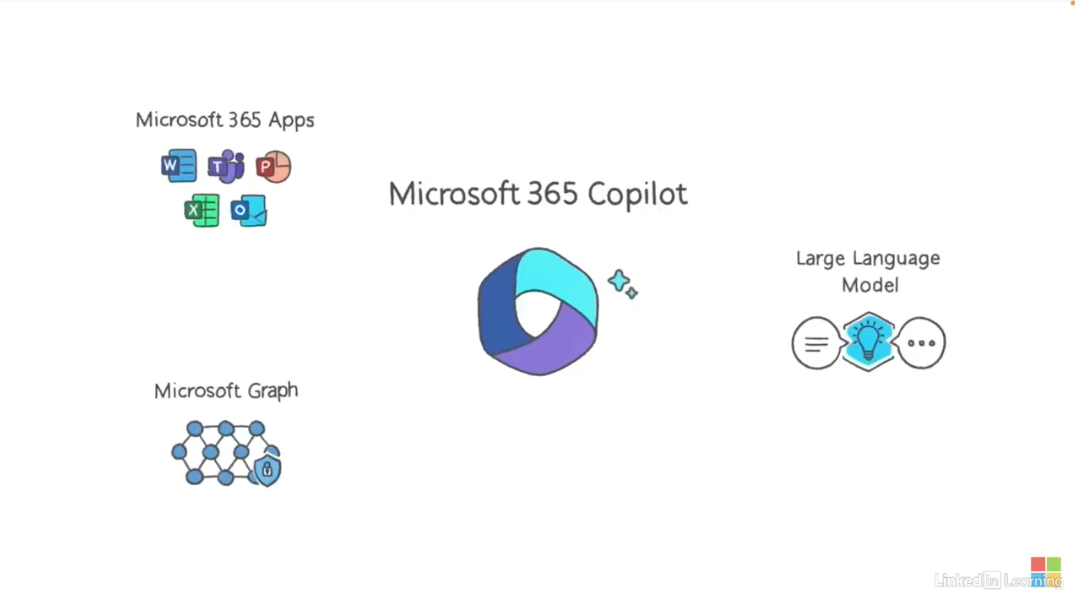 Microsoft 365 Apps
W
T
P
X
O
Microsoft 365 Copilot
Large Language
Model
Microsoft Graph
LinkedIn Learning